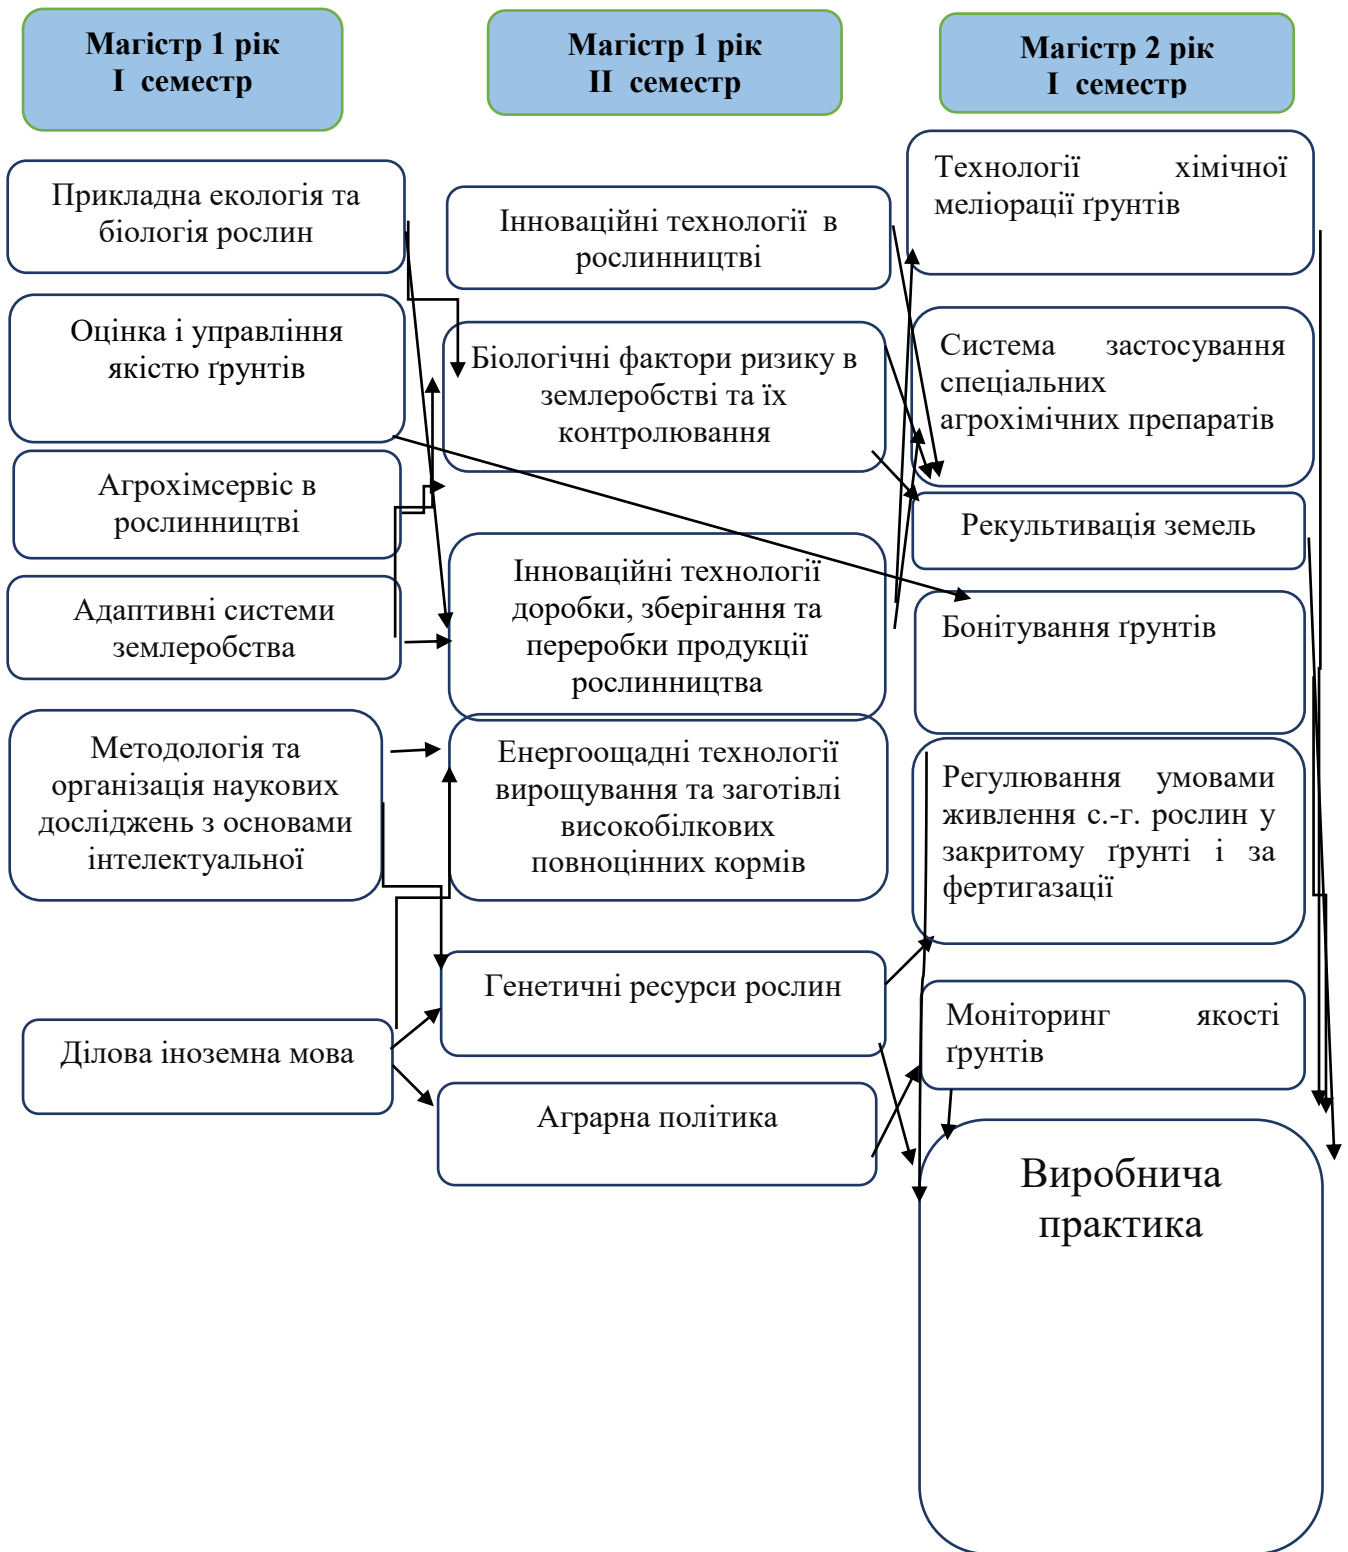 Магістр 1 рік
І семестр
Магістр 1 рік
ІІ семестр
Магістр 2 рік
І семестр
Прикладна екологія та
біологія рослин
Оцінка і управління
якістю ґрунтів
Агрохімсервіс в
рослинництві
Адаптивні системи
землеробства
Методологія та
організація наукових
досліджень з основами
інтелектуальної
Ділова іноземна мова
Інноваційні технології в
рослинництві
Біологічні фактори ризику в
землеробстві та їх
контролювання
Інноваційні технології
доробки, зберігання та
переробки продукції
рослинництва
Енергоощадні технології
вирощування та заготівлі
високобілкових
повноцінних кормів
Генетичні ресурси рослин
Аграрна політика
Технології хімічної
меліорації ґрунтів
Система застосування
спеціальних
агрохімічних препаратів
Рекультивація земель
Бонітування ґрунтів
Регулювання умовами
живлення с.-г. рослин у
закритому ґрунті і за
фертигазації
Моніторинг якості
ґрунтів
Виробнича
практика